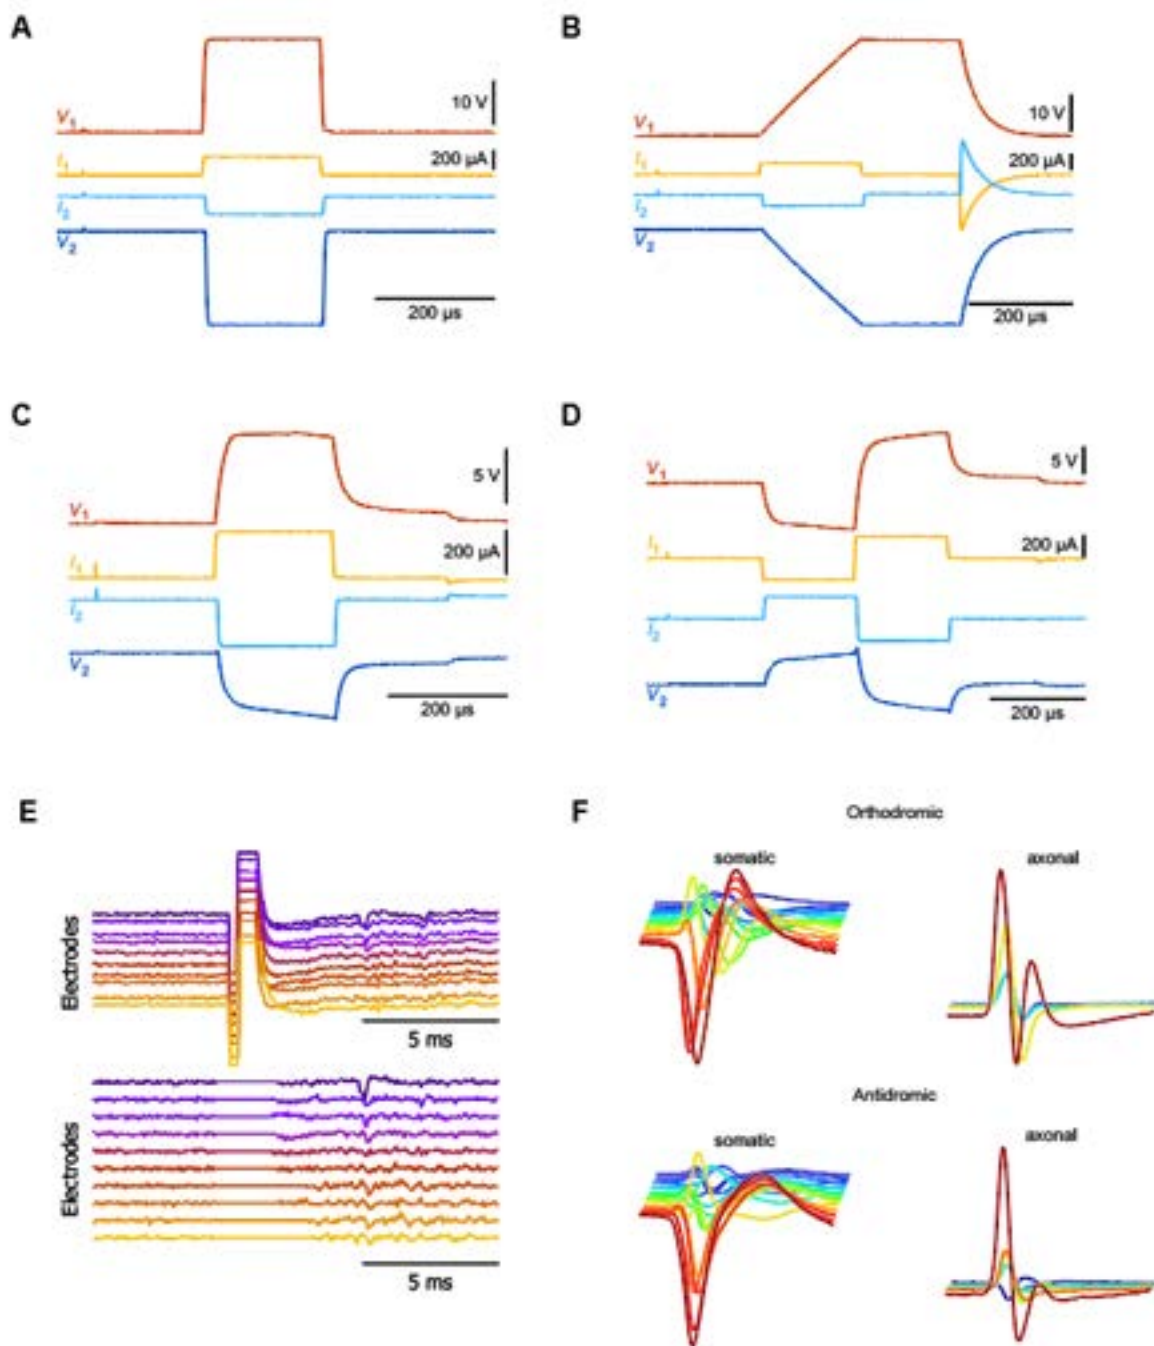 A
B
V1
10 V
I1
200 µA
I2
V2
200 µs
V1
10 V
I1
200 µA
I2
V2
200 µs
C
D
V1
5 V
I1
200 µA
I2
V2
200 µs
V1
5 V
I1
200 µA
I2
V2
200 µs
E
Electrodes
5 ms
Electrodes
5 ms
F
Orthodromic
somatic
axonal
Antidromic
somatic
axonal